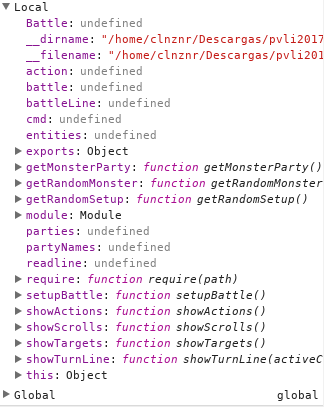 Local
Battle: undefined
__dirname: "/home/clnznr/Descargas/pvli2017
__filename: "/home/clnznr/Descargas/pvli201
action: undefined
battle: undefined
battleLine: undefined
cmd: undefined
entities: undefined
exports: Object
getMonsterParty: function getMonsterParty()
getRandomMonster: function getRandomMonster
getRandomSetup: function getRandomSetup()
module: Module
parties: undefined
partyNames: undefined
readline: undefined
require: function require(path)
setupBattle: function setupBattle()
showActions: function showActions()
showScrolls: function showScrolls()
showTargets: function showTargets()
showTurnLine: function showTurnLine(activeC
this: Object
Global global